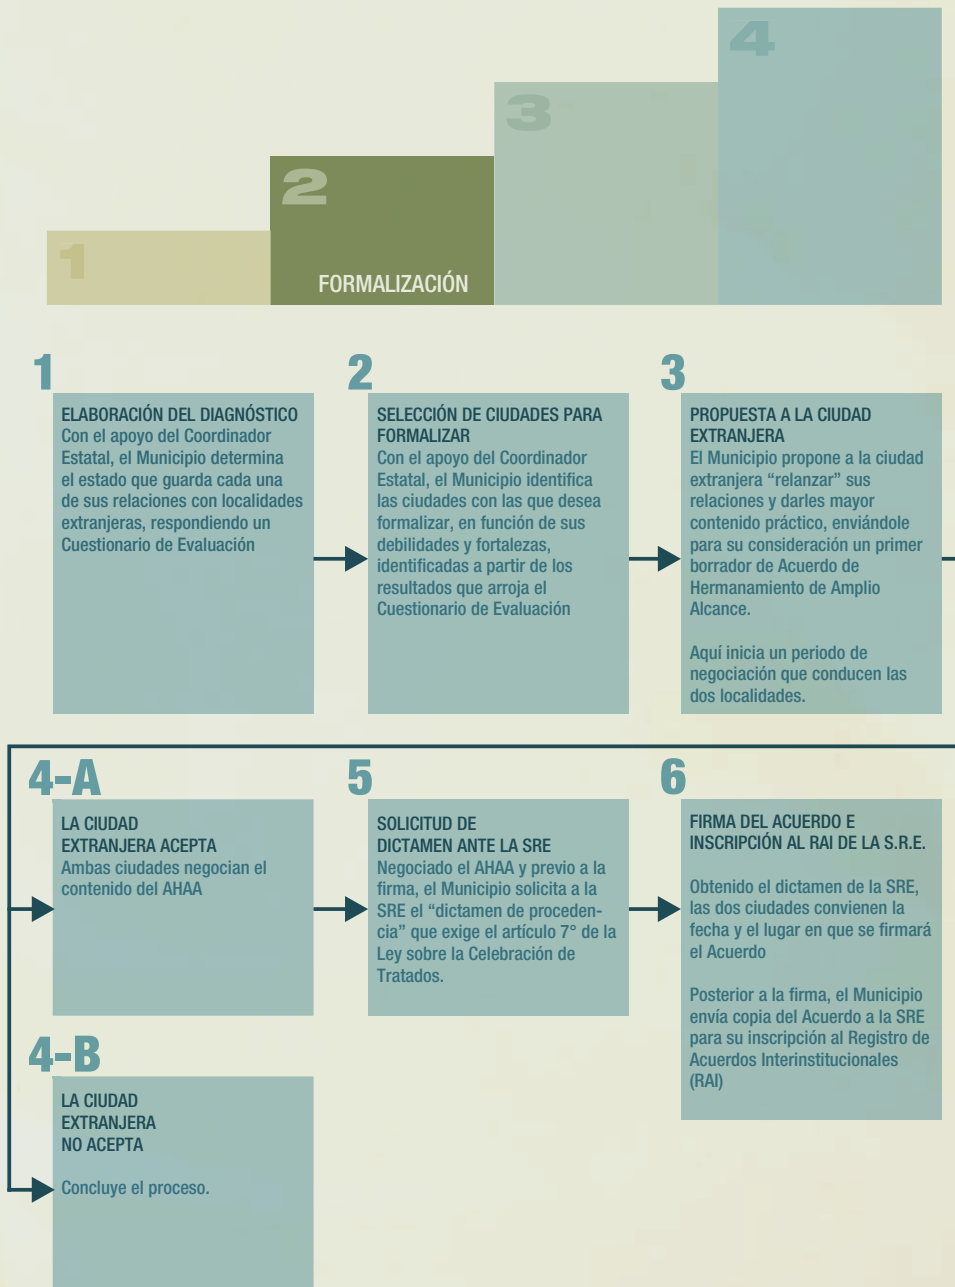 4
3
2
1
FORMALIZACIÓN
1
ELABORACIÓN DEL DIAGNÓSTICO
Con el apoyo del Coordinador
Estatal, el Municipio determina
el estado que guarda cada una
de sus relaciones con localidades
extranjeras, respondiendo un
Cuestionario de Evaluación
2
SELECCIÓN DE CIUDADES PARA
FORMALIZAR
Con el apoyo del Coordinador
Estatal, el Municipio identifica
las ciudades con las que desea
formalizar, en función de sus
debilidades y fortalezas,
identificadas a partir de los
resultados que arroja el
Cuestionario de Evaluación
3
PROPUESTA A LA CIUDAD
EXTRANJERA
El Municipio propone a la ciudad
extranjera “relanzar” sus
relaciones y darles mayor
contenido práctico, enviándole
para su consideración un primer
borrador de Acuerdo de
Hermanamiento de Amplio
Alcance.
Aquí inicia un periodo de
negociación que conducen las
dos localidades.
4-A
LA CIUDAD
EXTRANJERA ACEPTA
Ambas ciudades negocian el
contenido del AHAA
5
SOLICITUD DE
DICTAMEN ANTE LA SRE
Negociado el AHAA y previo a la
firma, el Municipio solicita a la
SRE el “dictamen de proceden-
cia” que exige el artículo 7° de la
Ley sobre la Celebración de
Tratados.
6
FIRMA DEL ACUERDO E
INSCRIPCIÓN AL RAI DE LA S.R.E.
Obtenido el dictamen de la SRE,
las dos ciudades convienen la
fecha y el lugar en que se firmará
el Acuerdo
Posterior a la firma, el Municipio
envía copia del Acuerdo a la SRE
para su inscripción al Registro de
Acuerdos Interinstitucionales
(RAI)
4-B
LA CIUDAD
EXTRANJERA
NO ACEPTA
Concluye el proceso.